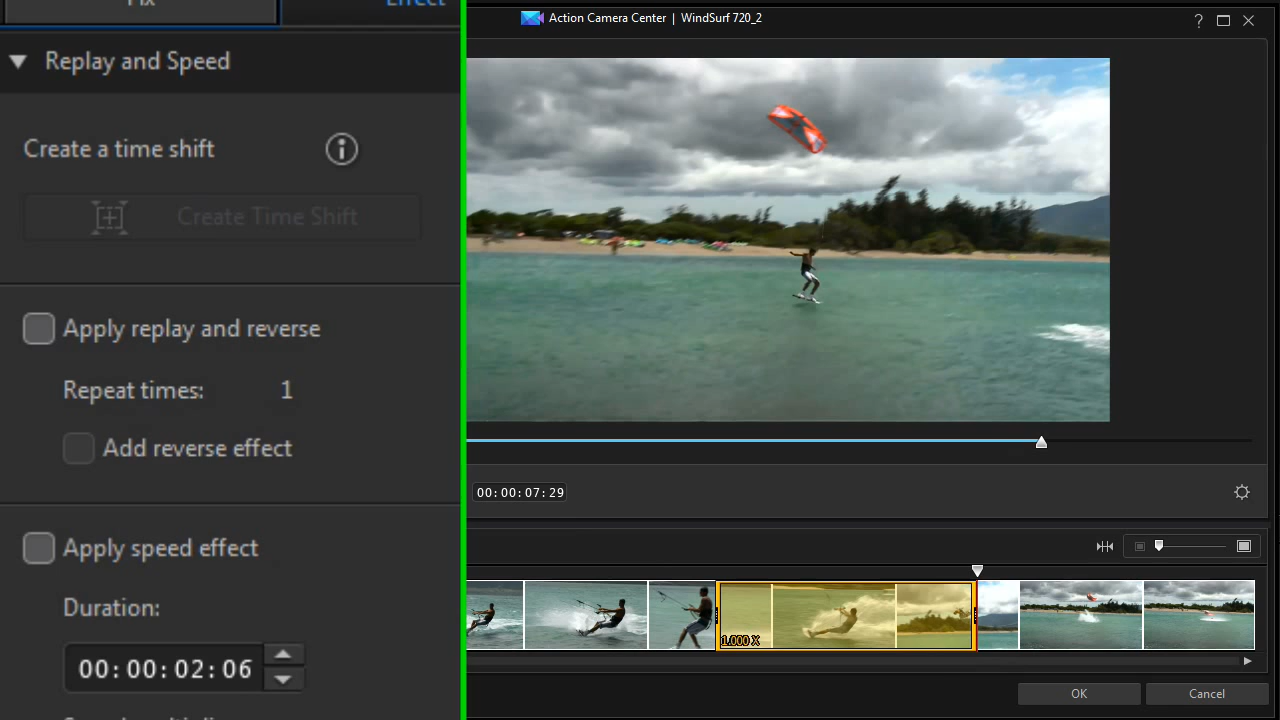 Fix
Effect
Replay and Speed
Create a time shift
Create Time Shift
Apply replay and reverse
Repeat times: 1
Add reverse effect
Apply speed effect
Duration:
00:00:02:06
Action Camera Center | WindSurf 720_2
?
00:00:07:29
1.000 X
OK
Cancel